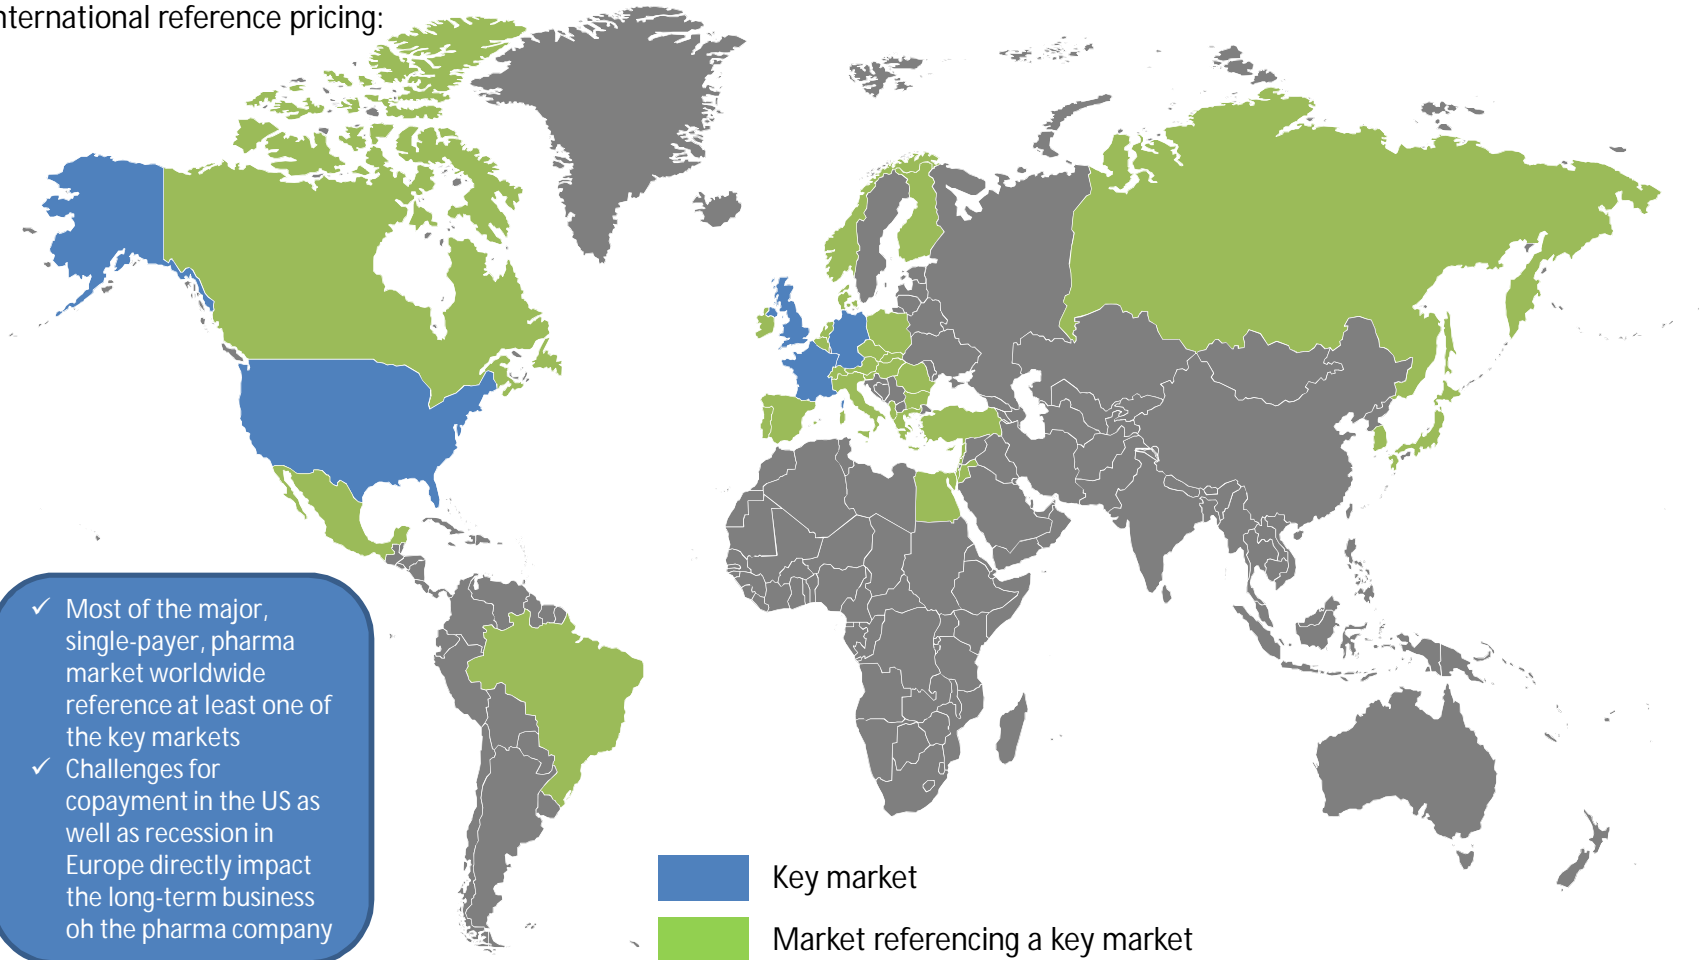 nternational reference pricing:
✓ Most of the major,
single-payer, pharma
market worldwide
reference at least one of
the key markets
✓ Challenges for
copayment in the US as
well as recession in
Europe directly impact
the long-term business
oh the pharma company
Key market
Market referencing a key market